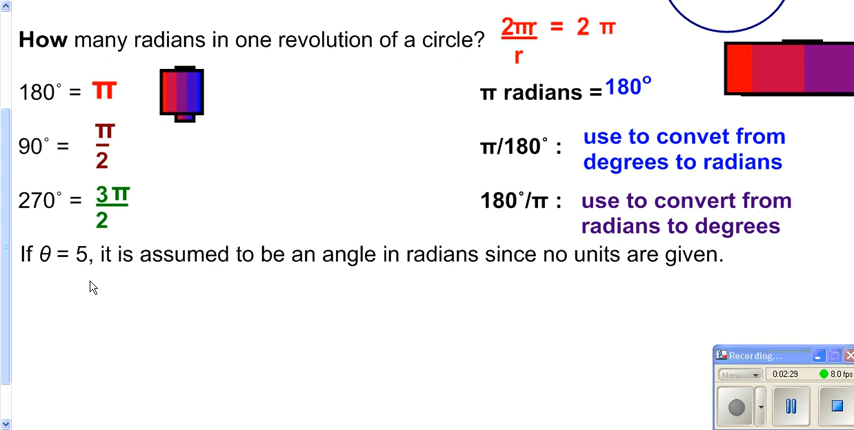 How many radians in one revolution of a circle? 2πr/r = 2 π
180° = π
π radians = 180°
90° = π/2
π/180° : use to convet from
degrees to radians
270° = 3π/2
180°/π : use to convert from
radians to degrees
If θ = 5, it is assumed to be an angle in radians since no units are given.
Recording...
Menu 0:02:29 8.0 fps